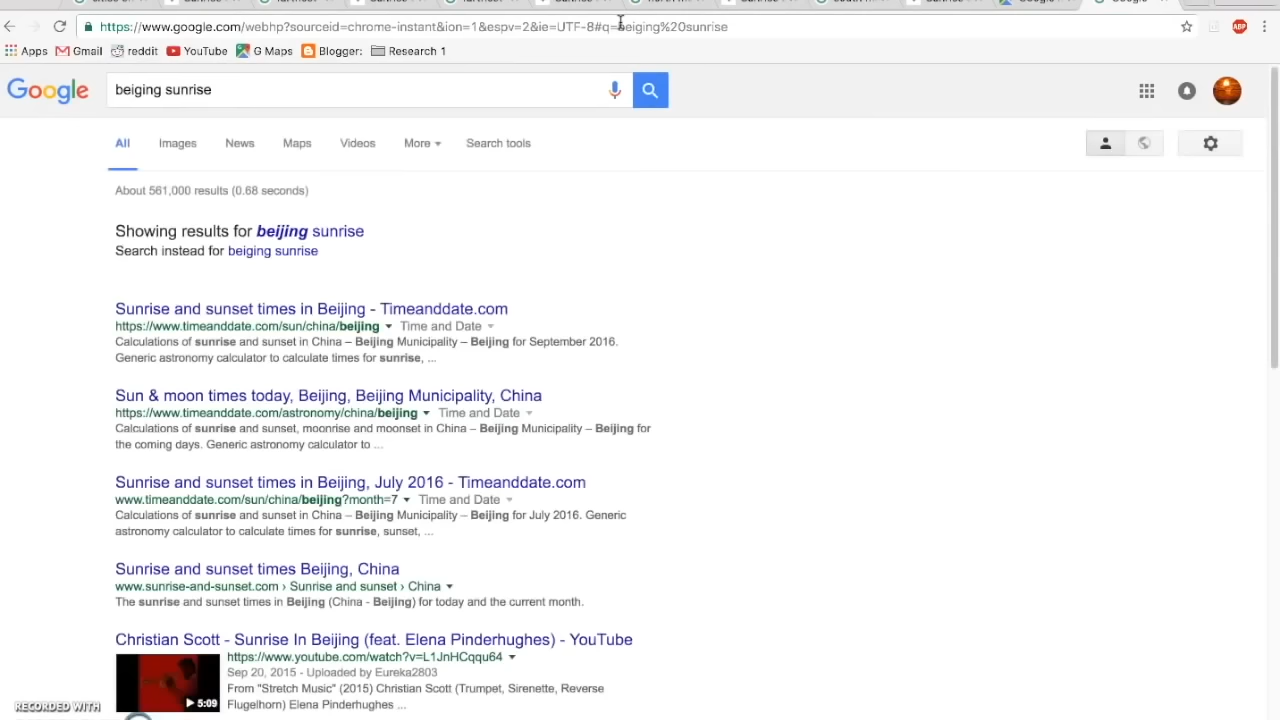 https://www.google.com/webhp?sourceid=chrome-instant&ion=1&espv=2&ie=UTF-8#q=beiging%20sunrise
Apps Gmail reddit YouTube G Maps Blogger: Research 1
Google beiging sunrise
All Images News Maps Videos More Search tools
About 561,000 results (0.68 seconds)
Showing results for beijing sunrise
Search instead for beiging sunrise
Sunrise and sunset times in Beijing - Timeanddate.com
https://www.timeanddate.com/sun/china/beijing Time and Date
Calculations of sunrise and sunset in China – Beijing Municipality – Beijing for September 2016.
Generic astronomy calculator to calculate times for sunrise, ...
Sun & moon times today, Beijing, Beijing Municipality, China
https://www.timeanddate.com/astronomy/china/beijing Time and Date
Calculations of sunrise and sunset, moonrise and moonset in China – Beijing Municipality – Beijing for
the coming days. Generic astronomy calculator to ...
Sunrise and sunset times in Beijing, July 2016 - Timeanddate.com
www.timeanddate.com/sun/china/beijing?month=7 Time and Date
Calculations of sunrise and sunset in China – Beijing Municipality – Beijing for July 2016. Generic
astronomy calculator to calculate times for sunrise, sunset, ...
Sunrise and sunset times Beijing, China
www.sunrise-and-sunset.com › Sunrise and sunset › China
The sunrise and sunset times in Beijing (China - Beijing) for today and the current month.
Christian Scott - Sunrise In Beijing (feat. Elena Pinderhughes) - YouTube
https://www.youtube.com/watch?v=L1JnHCqqu64
Sep 20, 2015 - Uploaded by Eureka2803
From "Stretch Music" (2015) Christian Scott (Trumpet, Sirenette, Reverse
Flugelhorn) Elena Pinderhughes ...
5:09
RECORDED WITH